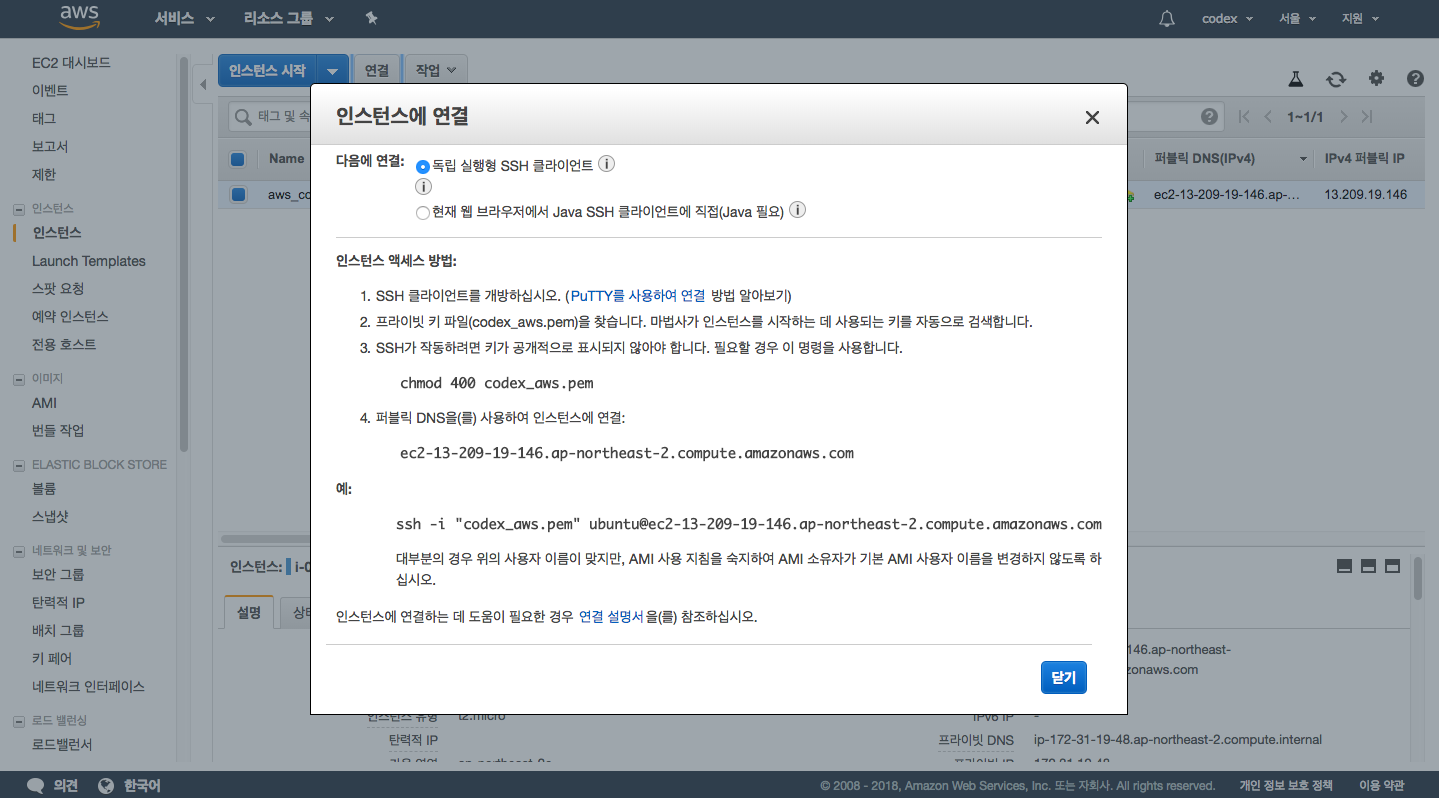 aws 서비스 리소스 그룹 codex 서울 지원
EC2 대시보드
이벤트
태그
보고서
제한
인스턴스
인스턴스
Launch Templates
스팟 요청
예약 인스턴스
전용 호스트
이미지
AMI
번들 작업
ELASTIC BLOCK STORE
볼륨
스냅샷
네트워크 및 보안
보안 그룹
탄력적 IP
배치 그룹
키 페어
네트워크 인터페이스
로드 밸런싱
로드밸런서
인스턴스 시작 연결 작업
태그 및 속
1~1/1
Name 퍼블릭 DNS(IPv4) IPv4 퍼블릭 IP
aws_co ec2-13-209-19-146.ap-... 13.209.19.146
인스턴스에 연결
다음에 연결: 독립 실행형 SSH 클라이언트
현재 웹 브라우저에서 Java SSH 클라이언트에 직접(Java 필요)
인스턴스 액세스 방법:
1. SSH 클라이언트를 개방하십시오. (PuTTY를 사용하여 연결 방법 알아보기)
2. 프라이빗 키 파일(codex_aws.pem)을 찾습니다. 마법사가 인스턴스를 시작하는 데 사용되는 키를 자동으로 검색합니다.
3. SSH가 작동하려면 키가 공개적으로 표시되지 않아야 합니다. 필요할 경우 이 명령을 사용합니다.
chmod 400 codex_aws.pem
4. 퍼블릭 DNS을(를) 사용하여 인스턴스에 연결:
ec2-13-209-19-146.ap-northeast-2.compute.amazonaws.com
예:
ssh -i "codex_aws.pem" ubuntu@ec2-13-209-19-146.ap-northeast-2.compute.amazonaws.com
대부분의 경우 위의 사용자 이름이 맞지만, AMI 사용 지침을 숙지하여 AMI 소유자가 기본 AMI 사용자 이름을 변경하지 않도록 하
십시오.
인스턴스에 연결하는 데 도움이 필요한 경우 연결 설명서을(를) 참조하십시오.
닫기
인스턴스: i-0
설명 상태
146.ap-northeast-
zonaws.com
인스턴스 유형 t2.micro IPv6 IP -
탄력적 IP 프라이빗 DNS ip-172-31-19-48.ap-northeast-2.compute.internal
가용 영역 ap-northeast-2c 프라이빗 IP 172.31.19.48
의견 한국어 © 2008 - 2018, Amazon Web Services, Inc. 또는 자회사. All rights reserved. 개인 정보 보호 정책 이용 약관